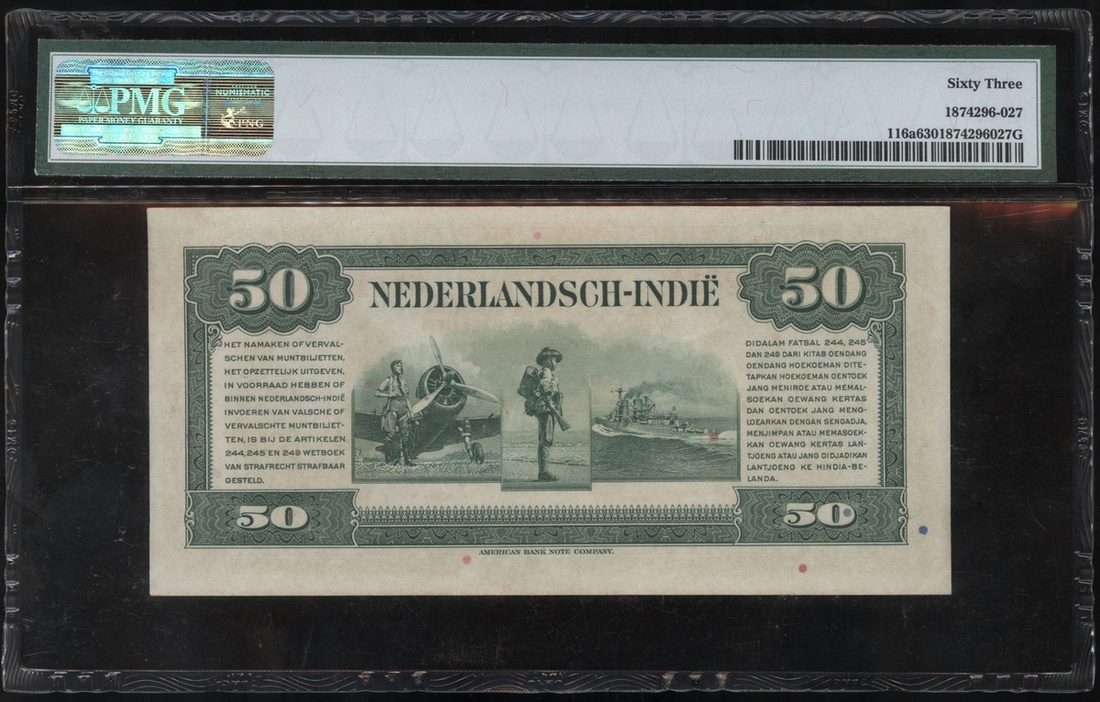 PMG
PAPER MONEY GUARANTY
NUMISMATIC
PNG
Sixty Three
1874296-027
116a6301874296027G
50
NEDERLANDSCH-INDIË
50
HET NAMAKEN OF VERVAL-
SCHEN VAN MUNTBILJETTEN,
HET OPZETTELIJK UITGEVEN,
IN VOORRAAD HEBBEN OF
BINNEN NEDERLANDSCH-INDIË
INVOEREN VAN VALSCHE OF
VERVALSCHTE MUNTBILJET-
TEN, IS BIJ DE ARTIKELEN
244, 245 EN 249 WETBOEK
VAN STRAFRECHT STRAFBAAR
GESTELD.
DIDALAM FATSAL 244, 245
DAN 249 DARI KITAB OENDANG
OENDANG HOEKOEMAN DITE-
TAPKAN HOEKOEMAN OENTOEK
JANG MENIROE ATAU MEMAL-
SOEKAN OEWANG KERTAS
DAN OENTOEK JANG MENG-
LOEARKAN DENGAN SENGADJA,
MENJIMPAN ATAU MEMASOEK-
KAN OEWANG KERTAS LAN-
TJOENG ATAU JANG DIDJADIKAN
LANTJOENG KE HINDIA-BE-
LANDA.
50
50
AMERICAN BANK NOTE COMPANY.